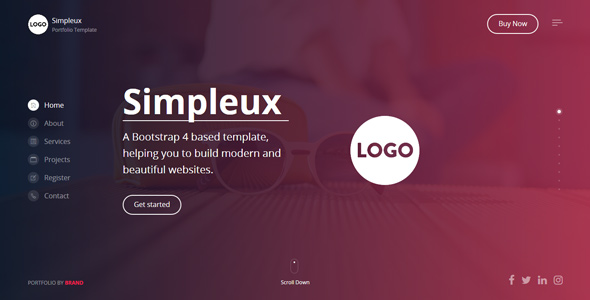 LOGO
Simpleux
Portfolio Template
Buy Now
Home
About
Services
Projects
Register
Contact
Simpleux
A Bootstrap 4 based template,
helping you to build modern and
beautiful websites.
Get started
LOGO
Scroll Down
PORTFOLIO BY BRAND